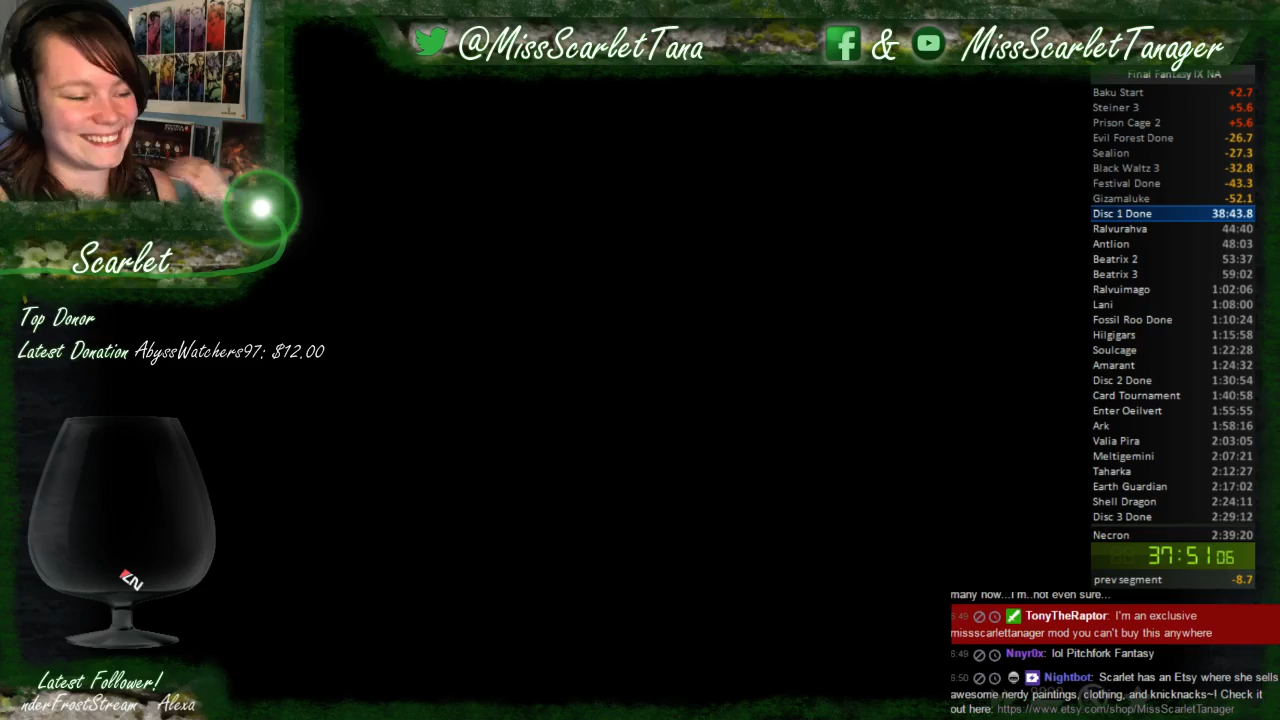 @MissScarletTana
& MissScarletTanager
Final Fantasy IX NA
Baku Start +2.7
Steiner 3 +5.6
Prison Cage 2 +5.6
Evil Forest Done -26.7
Sealion -27.3
Black Waltz 3 -32.8
Festival Done -43.3
Gizamaluke -52.1
Disc 1 Done 38:43.8
Ralvurahva 44:40
Antlion 48:03
Beatrix 2 53:37
Beatrix 3 59:02
Ralvuimago 1:02:06
Lani 1:08:00
Fossil Roo Done 1:10:24
Hilgigars 1:15:58
Soulcage 1:22:28
Amarant 1:24:32
Disc 2 Done 1:30:54
Card Tournament 1:40:58
Enter Oeilvert 1:55:55
Ark 1:58:16
Valia Pira 2:03:05
Meltigemini 2:07:21
Taharka 2:12:27
Earth Guardian 2:17:02
Shell Dragon 2:24:11
Disc 3 Done 2:29:12
Necron 2:39:20
37:51 06
prev segment -8.7
Scarlet
Top Donor
Latest Donation AbyssWatchers97: $12.00
Latest Follower!
nderFrostStream Alexa
many now...I'm..not even sure...
6:49 TonyTheRaptor: I'm an exclusive
missscarlettanager mod you can't buy this anywhere
6:49 Nnyr0x: lol Pitchfork Fantasy
6:50 Nightbot: Scarlet has an Etsy where she sells
awesome nerdy paintings, clothing, and knicknacks~! Check it
out here: https://www.etsy.com/shop/MissScarletTanager